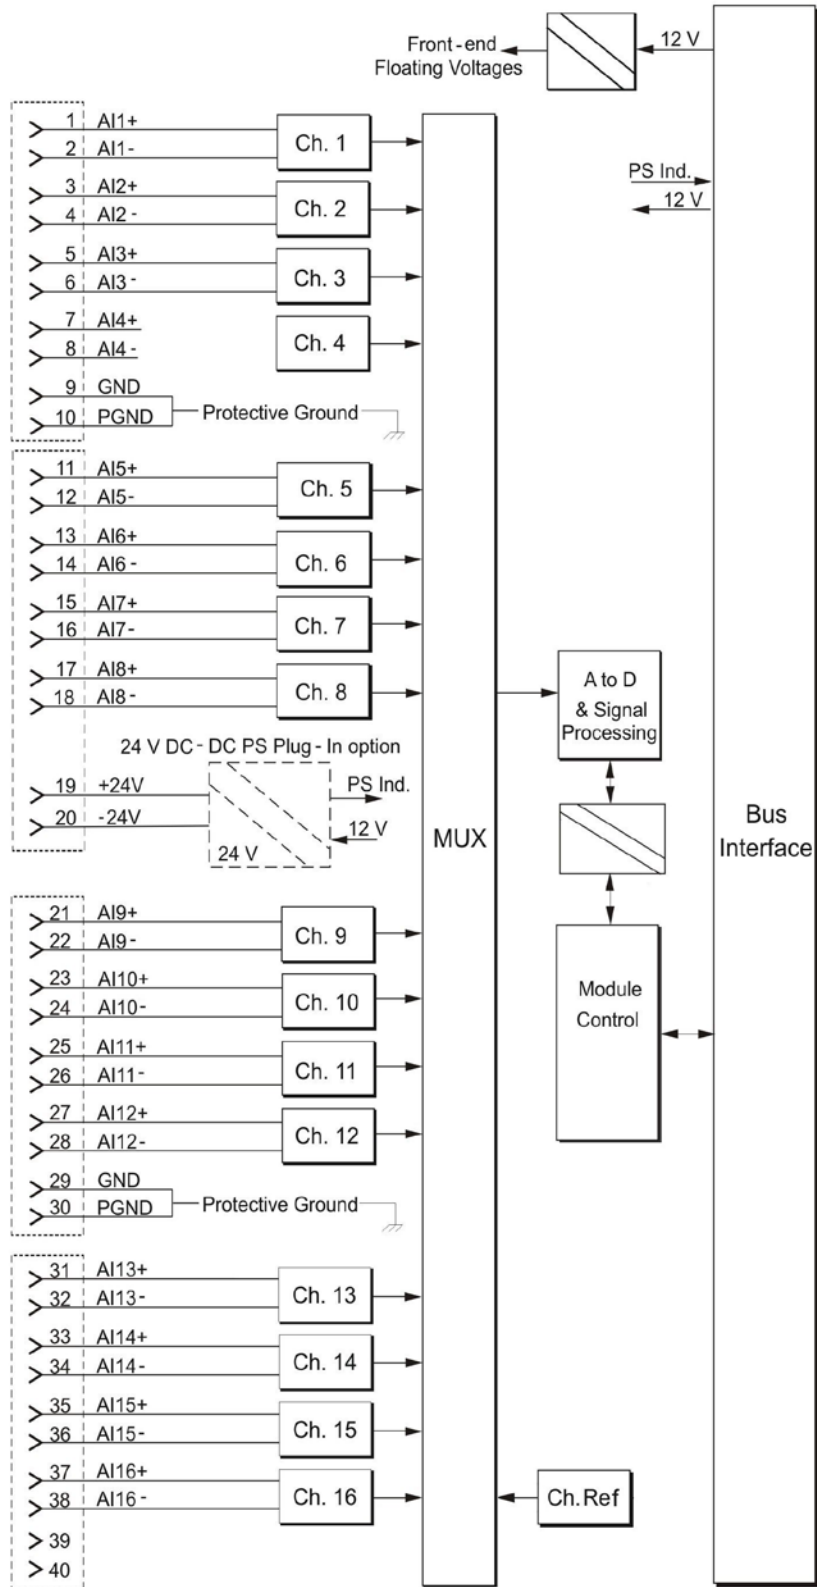 Front-end
Floating Voltages
12 V
PS Ind.
12 V
1 AI1+
2 AI1-
Ch. 1
3 AI2+
4 AI2 -
Ch. 2
5 AI3+
6 AI3 -
Ch. 3
7 AI4+
8 AI4 -
Ch. 4
9 GND
10 PGND
Protective Ground
11 AI5+
12 AI5-
Ch. 5
13 AI6+
14 AI6 -
Ch. 6
15 AI7+
16 AI7-
Ch. 7
17 AI8+
18 AI8 -
Ch. 8
24 V DC - DC PS Plug - In option
19 +24V
20 -24V
24 V
PS Ind.
12 V
21 AI9+
22 AI9 -
Ch. 9
23 AI10+
24 AI10-
Ch. 10
25 AI11+
26 AI11-
Ch. 11
27 AI12+
28 AI12-
Ch. 12
29 GND
30 PGND
Protective Ground
31 AI13+
32 AI13-
Ch. 13
33 AI14+
34 AI14-
Ch. 14
35 AI15+
36 AI15-
Ch. 15
37 AI16+
38 AI16 -
Ch. 16
39
40
MUX
A to D
& Signal
Processing
Module
Control
Ch. Ref
Bus
Interface